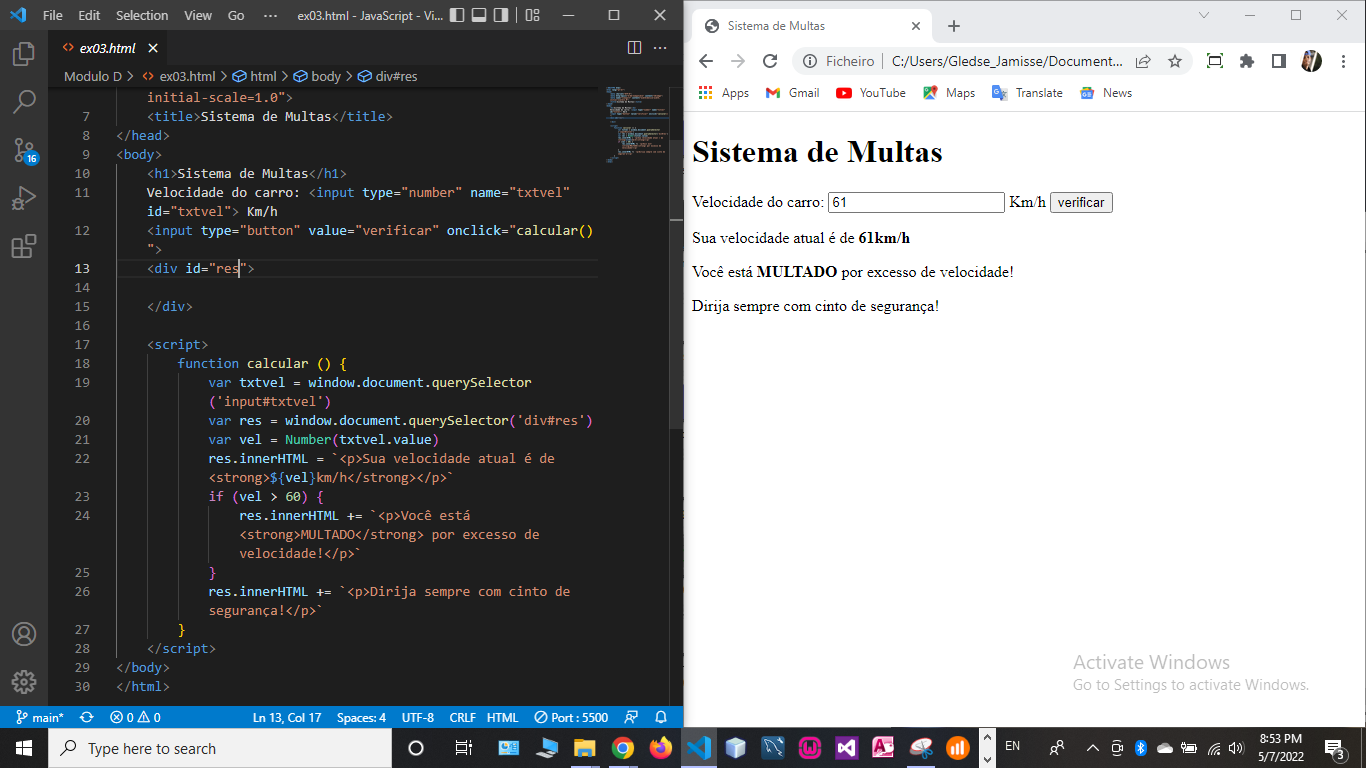 File Edit Selection View Go ··· ex03.html - JavaScript - Vi...
ex03.html
Modulo D > ex03.html > html > body > div#res
initial-scale=1.0">
7 <title>Sistema de Multas</title>
8 </head>
9 <body>
10 <h1>Sistema de Multas</h1>
11 Velocidade do carro: <input type="number" name="txtvel"
id="txtvel"> Km/h
12 <input type="button" value="verificar" onclick="calcular()
">
13 <div id="res">
14
15 </div>
16
17 <script>
18 function calcular () {
19 var txtvel = window.document.querySelector
('input#txtvel')
20 var res = window.document.querySelector('div#res')
21 var vel = Number(txtvel.value)
22 res.innerHTML = `<p>Sua velocidade atual é de
<strong>${vel}km/h</strong></p>`
23 if (vel > 60) {
24 res.innerHTML += `<p>Você está
<strong>MULTADO</strong> por excesso de
velocidade!</p>`
25 }
26 res.innerHTML += `<p>Dirija sempre com cinto de
segurança!</p>`
27 }
28 </script>
29 </body>
30 </html>
16
main* 0 0 Ln 13, Col 17 Spaces: 4 UTF-8 CRLF HTML Port : 5500
Sistema de Multas
Ficheiro | C:/Users/Gledse_Jamisse/Document...
Apps Gmail YouTube Maps Translate News
Sistema de Multas
Velocidade do carro: 61 Km/h verificar
Sua velocidade atual é de 61km/h
Você está MULTADO por excesso de velocidade!
Dirija sempre com cinto de segurança!
Activate Windows
Go to Settings to activate Windows.
Type here to search
EN
8:53 PM
5/7/2022
3